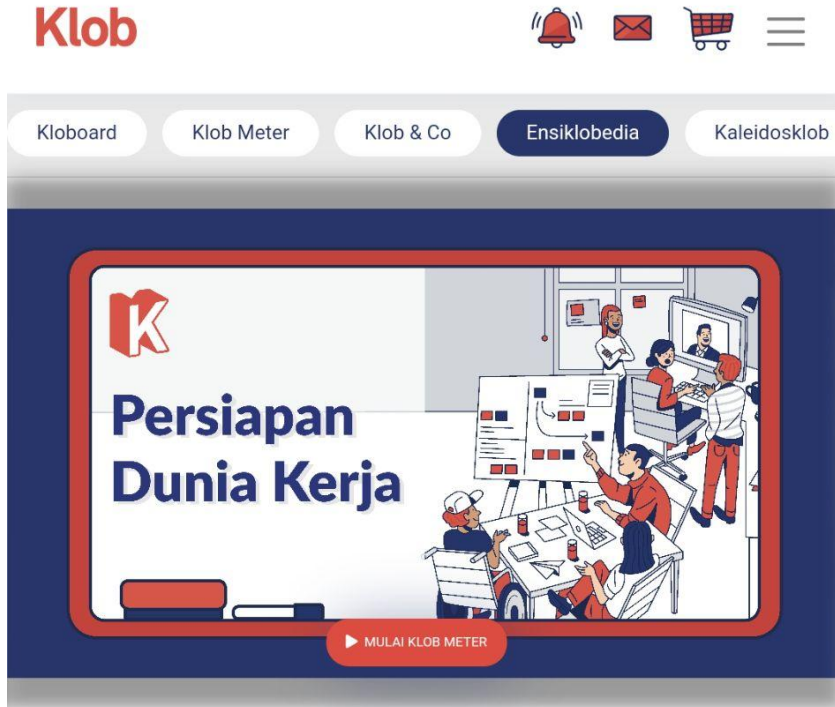 Klob
Kloboard
Klob Meter
Klob & Co
Ensiklobedia
Kaleidosklob
K
Persiapan
Dunia Kerja
MULAI KLOB METER